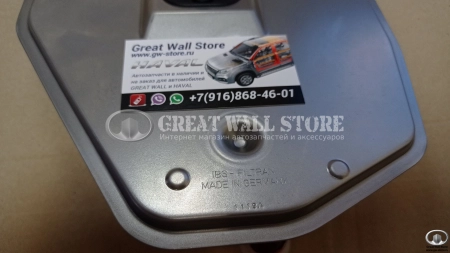 Great Wall Store
www.gw-store.ru
HAVAL
Автозапчасти в наличии и
на заказ для автомобилей
GREAT WALL и HAVAL
+7(916)868-46-01
GREAT WALL STORE
Интернет магазин автозапчастей и аксессуаров
IBS - FILTRAN
MADE IN GERMANY